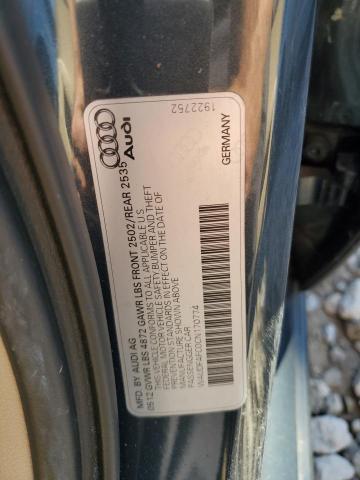 1922752
Audi
GERMANY
MFD. BY AUDI AG
05.12 GVWR LBS 4872 GAWR LBS FRONT 2502/REAR 2535
THIS VEHICLE CONFORMS TO ALL APPLICABLE U.S.
FEDERAL MOTOR VEHICLE SAFETY BUMPER AND THEFT
PREVENTION STANDARDS IN EFFECT ON THE DATE OF
MANUFACTURE SHOWN ABOVE
PASSENGER CAR